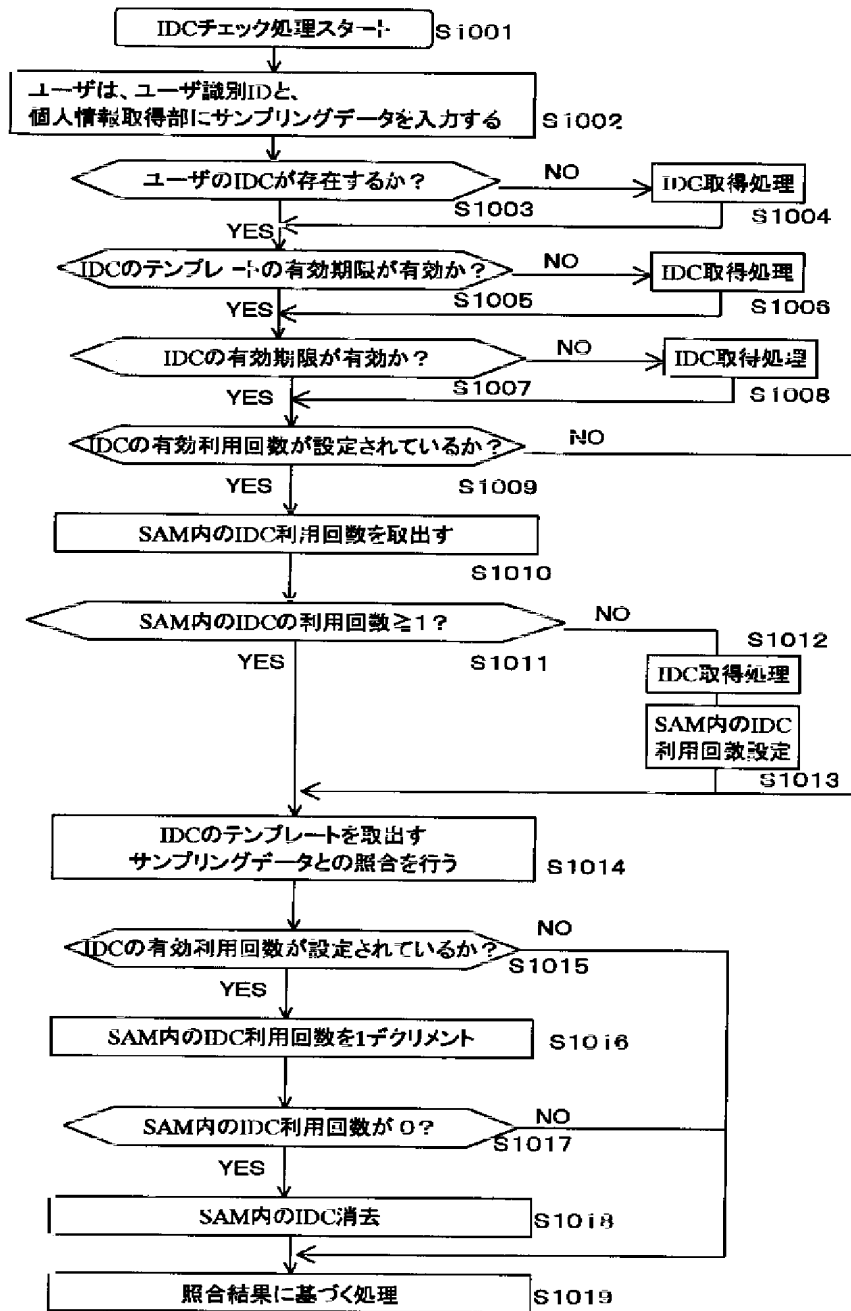 IDCチェック処理スタート S1001
ユーザは、ユーザ識別IDと、
個人情報取得部にサンプリングデータを入力する S1002
ユーザのIDCが存在するか？
NO
IDC取得処理
S1003
S1004
YES
IDCのテンプレートの有効期限が有効か？
NO
IDC取得処理
S1005
S1006
YES
IDCの有効期限が有効か？
NO
IDC取得処理
S1007
S1008
YES
IDCの有効利用回数が設定されているか？
NO
YES
S1009
SAM内のIDC利用回数を取出す
S1010
SAM内のIDCの利用回数≧1？
NO
YES
S1011
S1012
IDC取得処理
SAM内のIDC
利用回数設定
S1013
IDCのテンプレートを取出す
サンプリングデータとの照合を行う
S1014
IDCの有効利用回数が設定されているか？
NO
S1015
YES
SAM内のIDC利用回数を1デクリメント
S1016
SAM内のIDC利用回数が0？
NO
S1017
YES
SAM内のIDC消去
S1018
照合結果に基づく処理
S1019